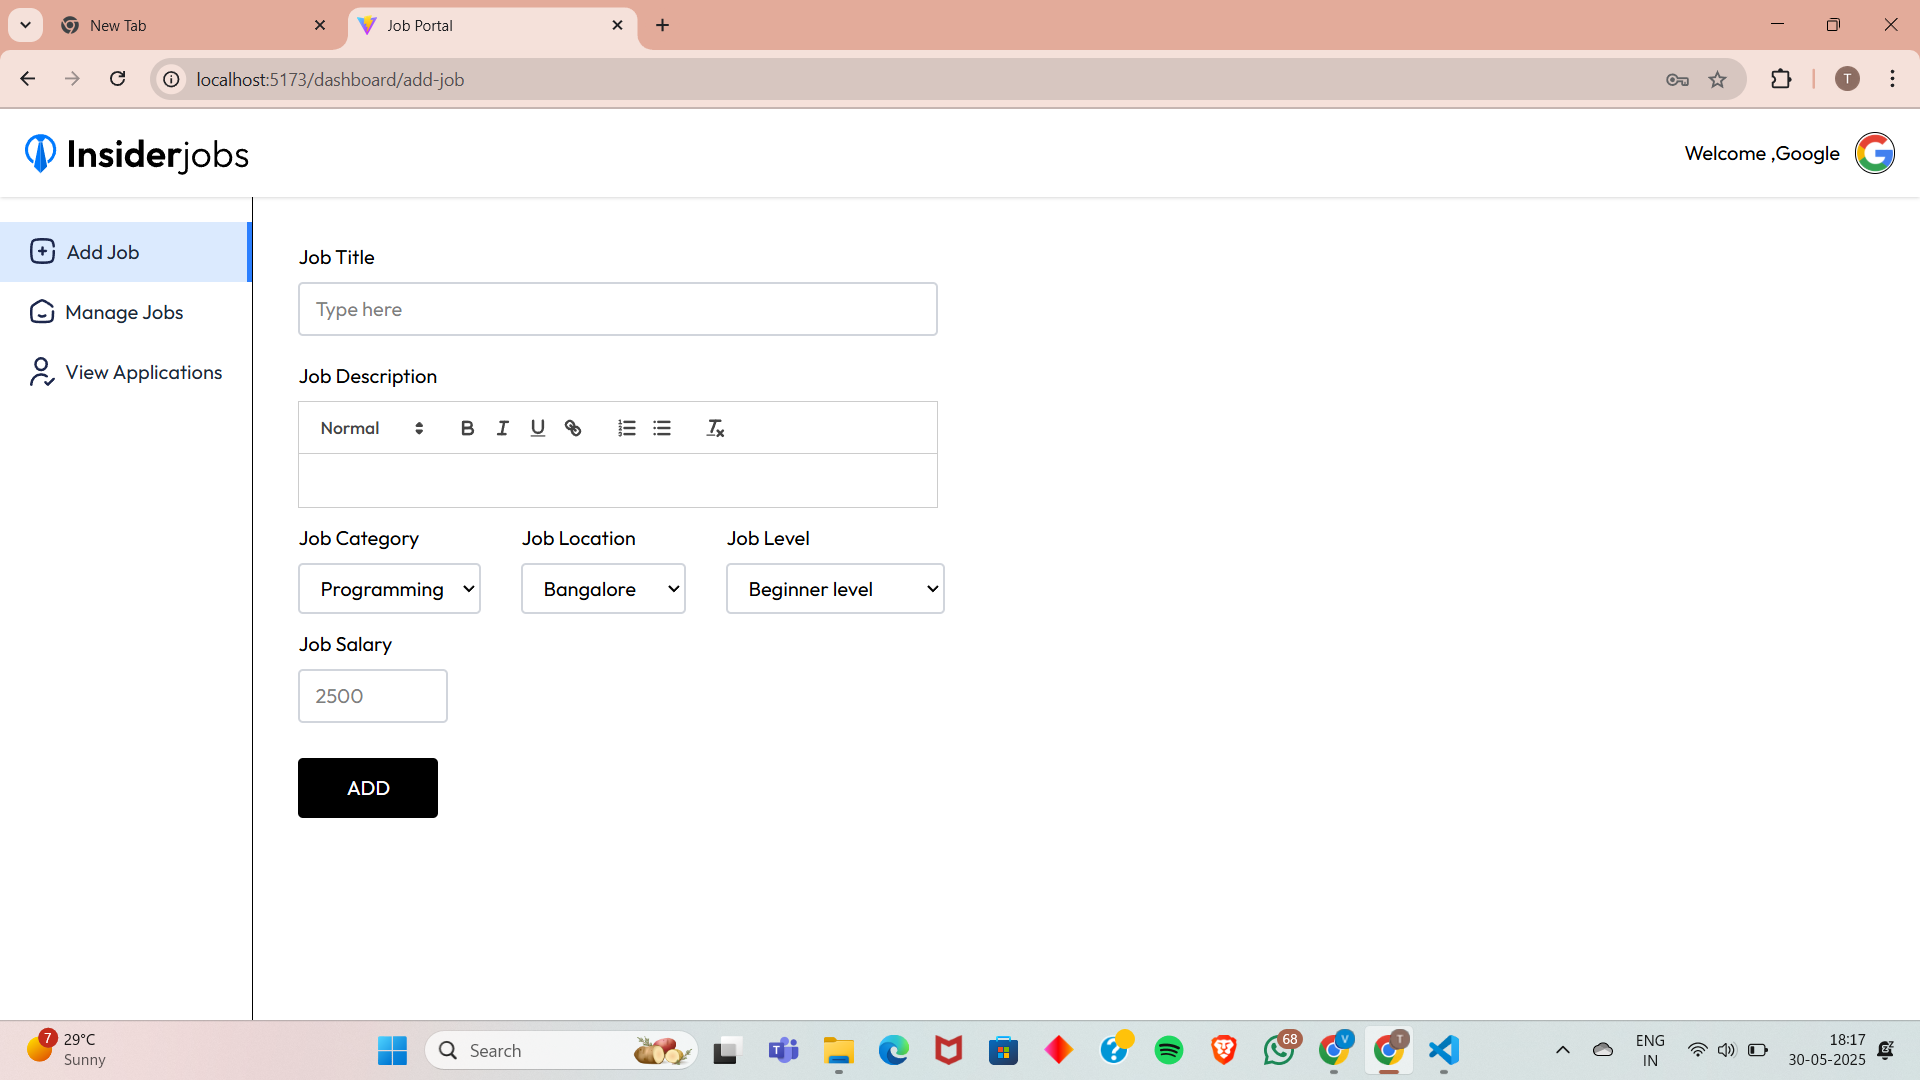 New Tab
Job Portal
localhost:5173/dashboard/add-job
T
Insiderjobs
Welcome ,Google
Add Job
Manage Jobs
View Applications
Job Title
Type here
Job Description
Normal
Job Category
Job Location
Job Level
Programming
Bangalore
Beginner level
Job Salary
2500
ADD
7
29°C
Sunny
Search
68
V
T
ENG
IN
18:17
30-05-2025